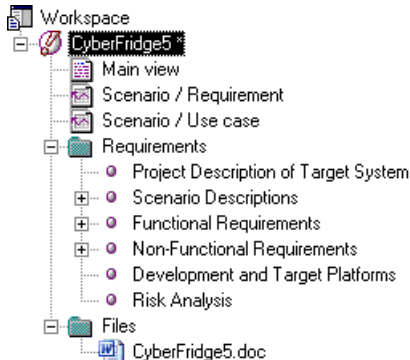 Workspace
CyberFridge5 *
Main view
Scenario / Requirement
Scenario / Use case
Requirements
Project Description of Target System
Scenario Descriptions
Functional Requirements
Non-Functional Requirements
Development and Target Platforms
Risk Analysis
Files
CyberFridge5.doc